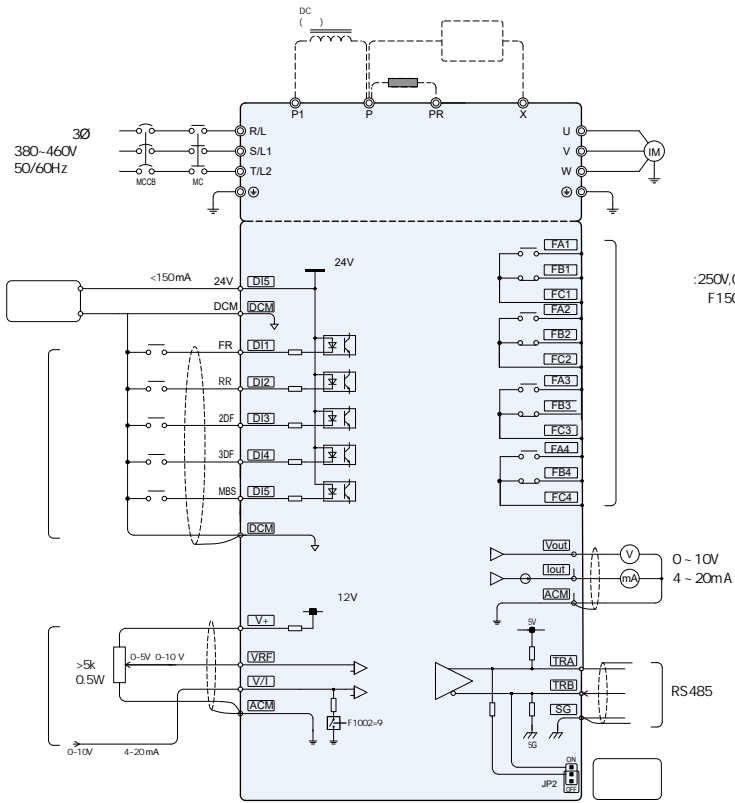 DC
( )
P1 P PR X
3Ø
380~460V
50/60Hz
MCCB MC
R/L
S/L1
T/L2
U
V
W
IM
<150mA 24V DI5
24V
DCM DCM
FR DI1
RR DI2
2DF DI3
3DF DI4
MBS DI5
DCM
FA1
FB1
FC1
FA2
FB2
FC2
FA3
FB3
FC3
FA4
FB4
FC4
:250V,0
F150
Vout V 0~10V
Iout mA 4~20mA
ACM
12V
V+
>5k
0.5W
0~5V 0~10 V VRF
V/I
ACM
F1002=9
0~10V 4~20mA
5V
TRA
TRB
SG
RS485
5G
JP2
ON
OFF